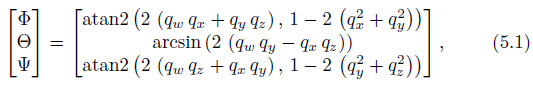 [Φ Θ Ψ] = [atan2 (2 (q_w q_x + q_y q_z) , 1 − 2 (q_x^2 + q_y^2))
arcsin (2 (q_w q_y − q_x q_z))
atan2 (2 (q_w q_z + q_x q_y) , 1 − 2 (q_y^2 + q_z^2))] , (5.1)